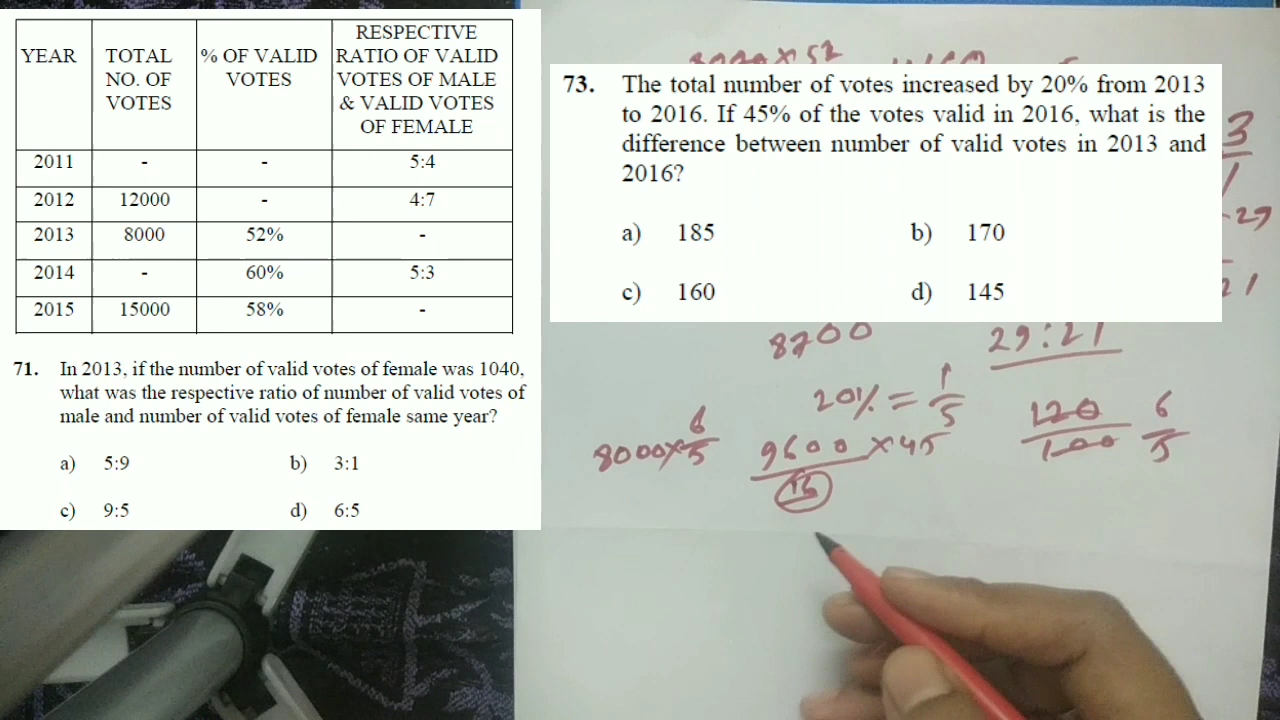 YEAR
TOTAL NO. OF VOTES
% OF VALID VOTES
RESPECTIVE RATIO OF VALID VOTES OF MALE & VALID VOTES OF FEMALE
2011 - - 5:4
2012 12000 - 4:7
2013 8000 52% -
2014 - 60% 5:3
2015 15000 58% -
71. In 2013, if the number of valid votes of female was 1040,
what was the respective ratio of number of valid votes of
male and number of valid votes of female same year?
a) 5:9 b) 3:1
c) 9:5 d) 6:5
73. The total number of votes increased by 20% from 2013
to 2016. If 45% of the votes valid in 2016, what is the
difference between number of valid votes in 2013 and
2016?
a) 185 b) 170
c) 160 d) 145
8700 29:21
20% = 1/5 120/100 6/5
8000×6/5 9600×45